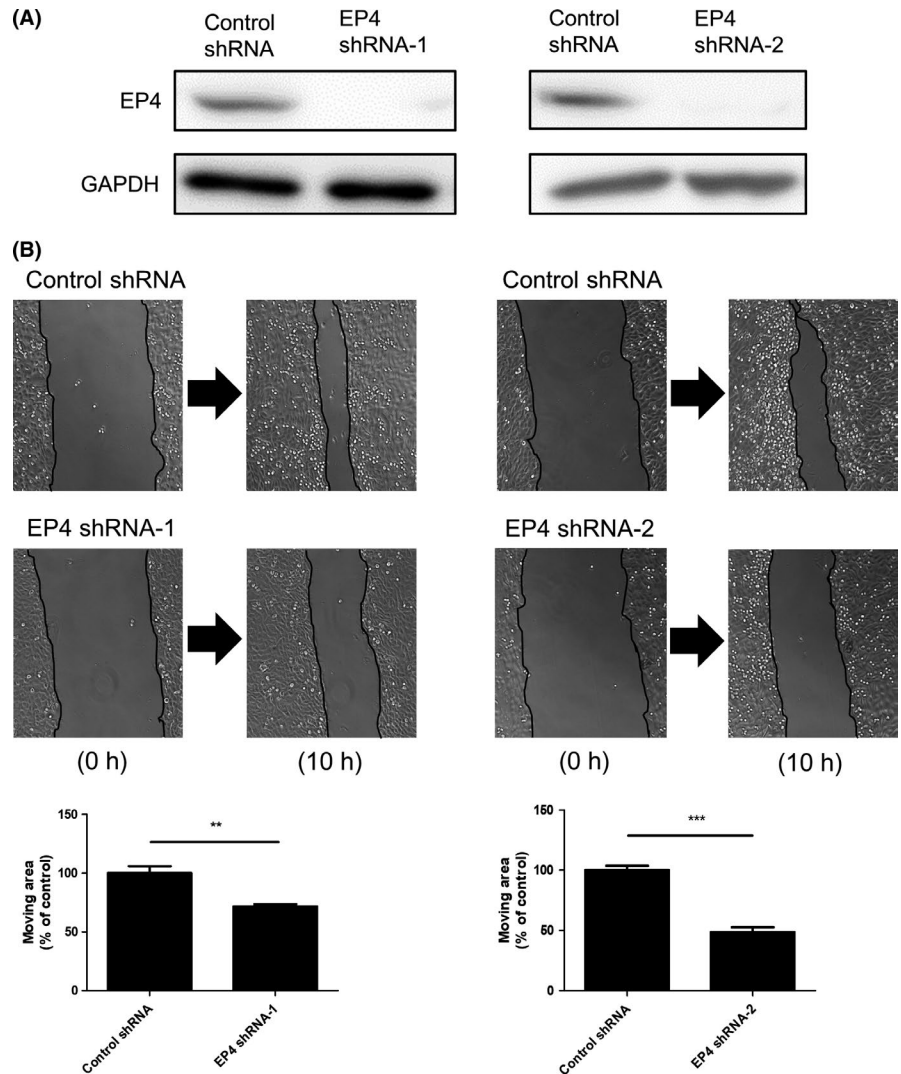 (A)
Control
shRNA
EP4
shRNA-1
Control
shRNA
EP4
shRNA-2
EP4
GAPDH
(B)
Control shRNA
Control shRNA
EP4 shRNA-1
EP4 shRNA-2
(0 h)
(10 h)
(0 h)
(10 h)
Moving area
(% of control)
150
100
50
0
**
Control shRNA
EP4 shRNA-1
Moving area
(% of control)
150
100
50
0
***
Control shRNA
EP4 shRNA-2